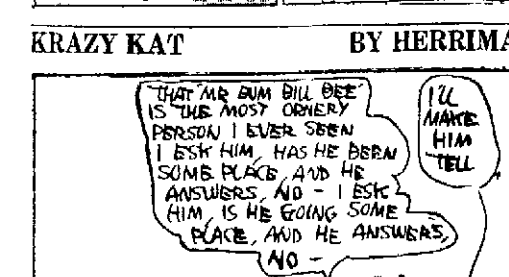 KRAZY KAT BY HERRIMA
"THAT MR BUM BILL BEE"
IS THE MOST ORNERY
PERSON I EVER SEEN
I ESK HIM, HAS HE BEEN
SOME PLACE, AND HE
ANSWERS, NO – I ESK
HIM, IS HE GOING SOME
PLACE, AND HE ANSWERS,
NO –
I'LL
MAKE
HIM
TELL